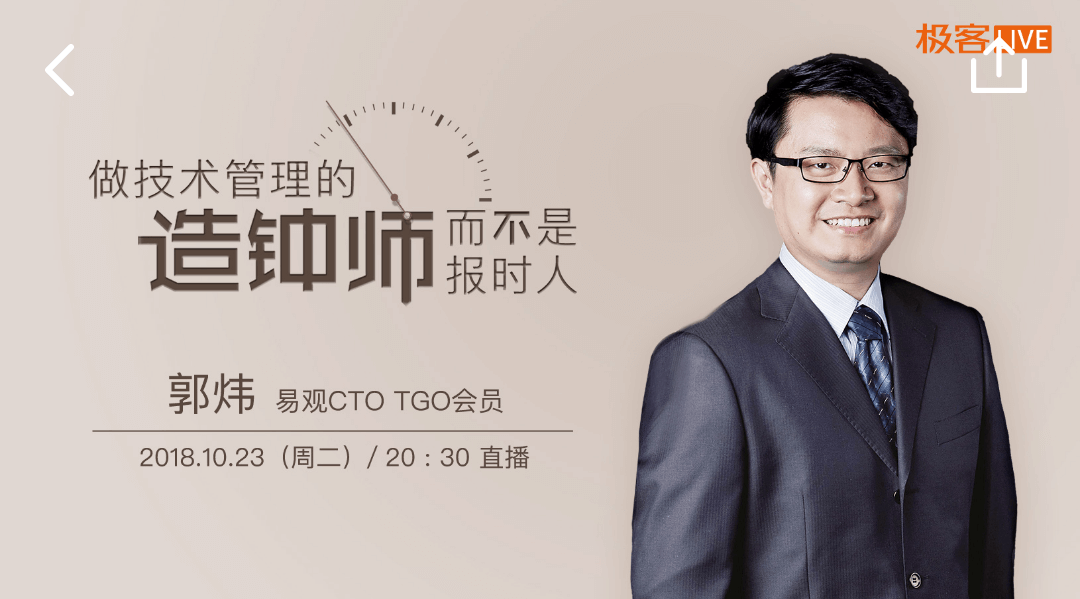 极客LIVE
做技术管理的
造钟师 而不是
报时人
郭炜 易观CTO TGO会员
2018.10.23（周二）/ 20：30 直播